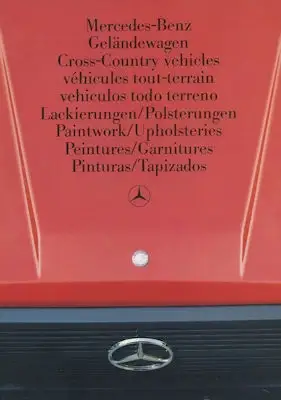 Mercedes-Benz
Geländewagen
Cross-Country vehicles
véhicules tout-terrain
vehiculos todo terreno
Lackierungen/Polsterungen
Paintwork/Upholsteries
Peintures/Garnitures
Pinturas/Tapizados